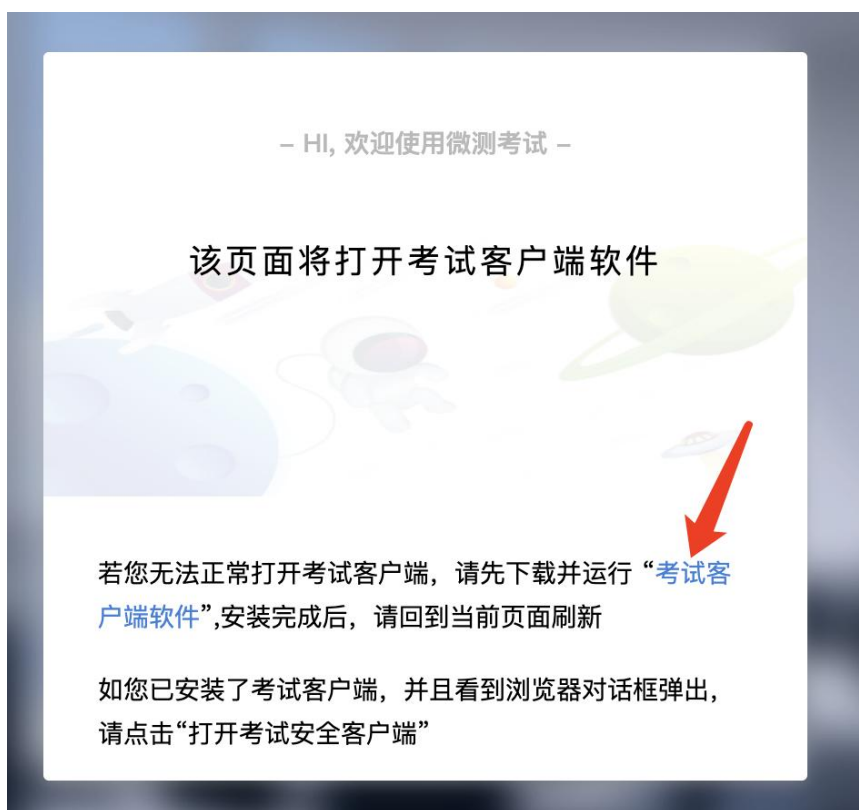 – HI, 欢迎使用微测考试 –
该页面将打开考试客户端软件
若您无法正常打开考试客户端，请先下载并运行 “考试客
户端软件”,安装完成后，请回到当前页面刷新
如您已安装了考试客户端，并且看到浏览器对话框弹出，
请点击“打开考试安全客户端”